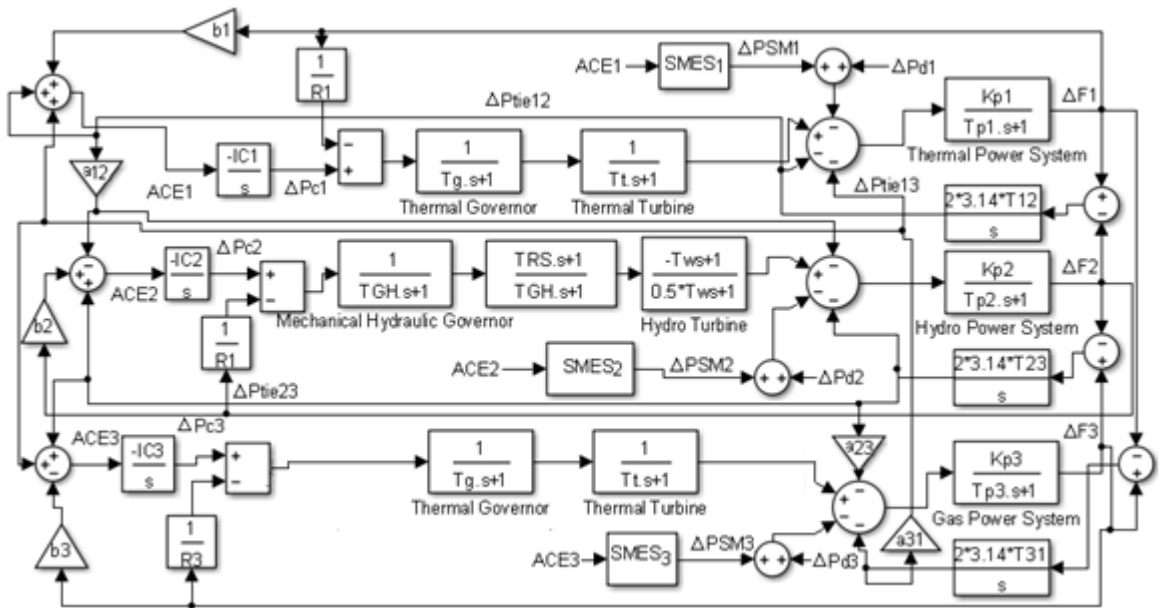 b1
1
R1
ACE1
SMES1
ΔPSM1
ΔPd1
ΔPtie12
Kp1
Tp1.s+1
ΔF1
Thermal Power System
a12
ACE1
-IC1
s
ΔPc1
1
Tg.s+1
Thermal Governor
1
Tt.s+1
Thermal Turbine
ΔPtie13
2*3.14*T12
s
b2
ACE2
-IC2
s
ΔPc2
1
TGH.s+1
TRS.s+1
TGH.s+1
Mechanical Hydraulic Governor
-Tws+1
0.5*Tws+1
Hydro Turbine
Kp2
Tp2.s+1
ΔF2
Hydro Power System
1
R1
ΔPtie23
ACE2
SMES2
ΔPSM2
ΔPd2
2*3.14*T23
s
ACE3
-IC3
s
ΔPc3
1
Tg.s+1
Thermal Governor
1
Tt.s+1
Thermal Turbine
a23
Kp3
Tp3.s+1
ΔF3
Gas Power System
a31
b3
1
R3
ACE3
SMES3
ΔPSM3
ΔPd3
2*3.14*T31
s